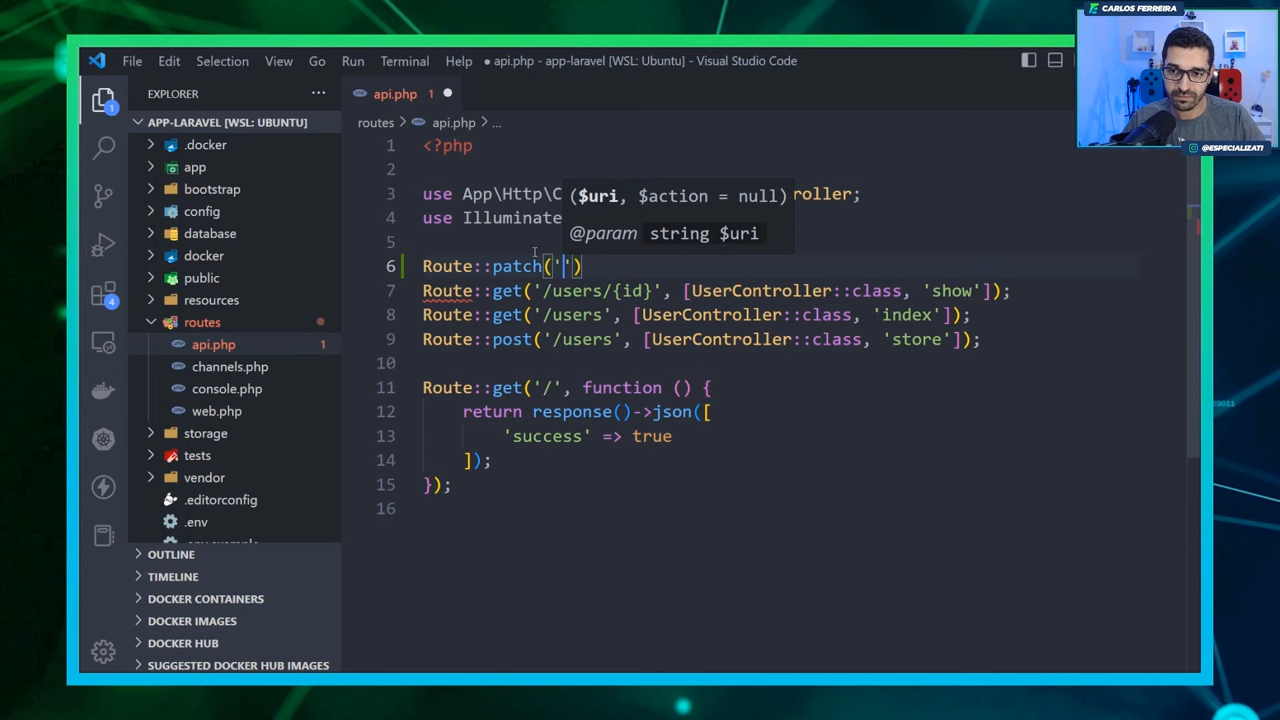 CARLOS FERREIRA
File Edit Selection View Go Run Terminal Help ● api.php - app-laravel [WSL: Ubuntu] - Visual Studio Code
EXPLORER ···
api.php 1 ●
APP-LARAVEL [WSL: UBUNTU]
routes > api.php > ...
@ESPECIALIZATI
.docker
app
bootstrap
config
database
docker
public
resources
routes
api.php 1
channels.php
console.php
web.php
storage
tests
vendor
.editorconfig
.env
.env.example
OUTLINE
TIMELINE
DOCKER CONTAINERS
DOCKER IMAGES
DOCKER HUB
SUGGESTED DOCKER HUB IMAGES
1
4
1 <?php
2
3 use App\Http\C roller;
4 use Illuminate
($uri, $action = null)
@param string $uri
5
6 Route::patch('')
7 Route::get('/users/{id}', [UserController::class, 'show']);
8 Route::get('/users', [UserController::class, 'index']);
9 Route::post('/users', [UserController::class, 'store']);
10
11 Route::get('/', function () {
12 return response()->json([
13 'success' => true
14 ]);
15 });
16